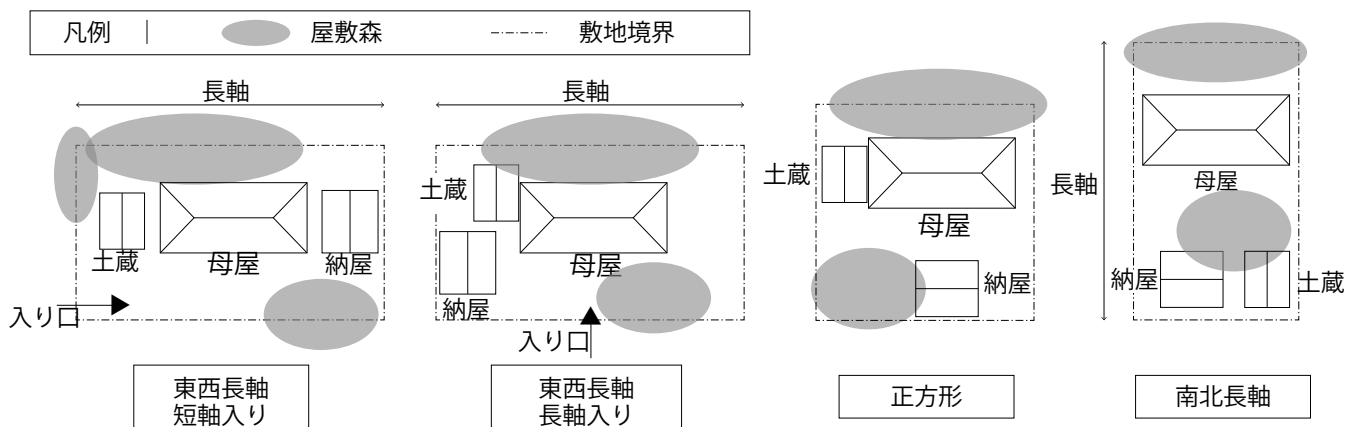 凡例
屋敷森
敷地境界
長軸
土蔵
母屋
納屋
入り口
東西長軸
短軸入り
長軸
土蔵
母屋
納屋
入り口
東西長軸
長軸入り
土蔵
母屋
納屋
正方形
長軸
母屋
納屋
土蔵
南北長軸